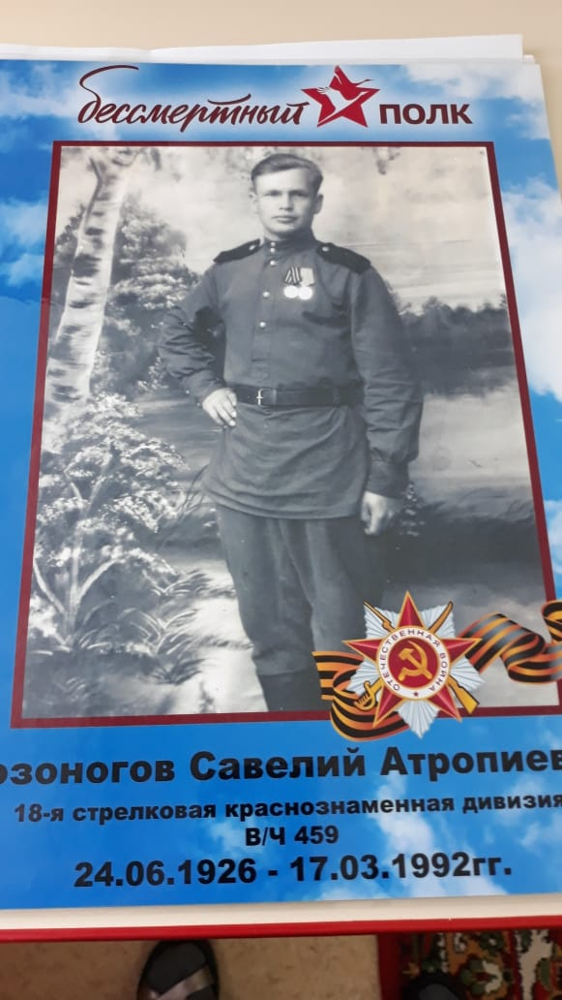 бессмертный ПОЛК
ОТЕЧЕСТВЕННАЯ ВОЙНА
озоногов Савелий Атропиев
18-я стрелковая краснознаменная дивизия
В/Ч 459
24.06.1926 - 17.03.1992гг.